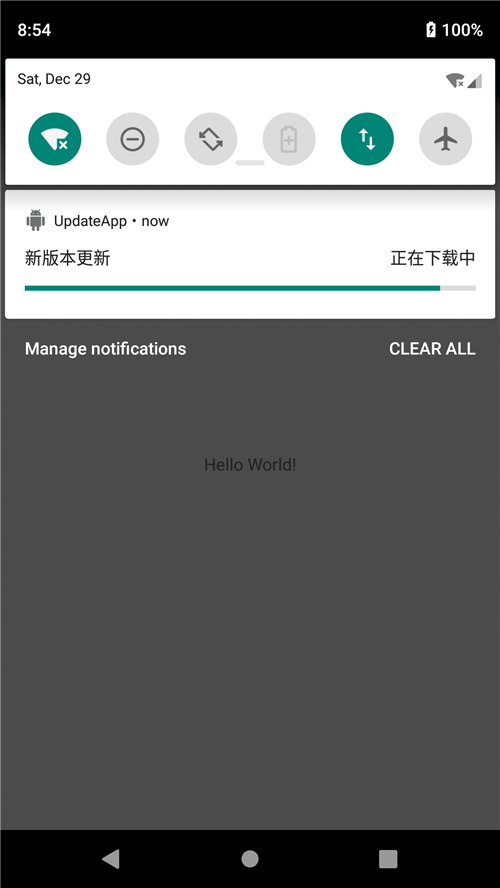 8:54 100%
Sat, Dec 29
UpdateApp • now
新版本更新 正在下载中
Manage notifications CLEAR ALL
Hello World!